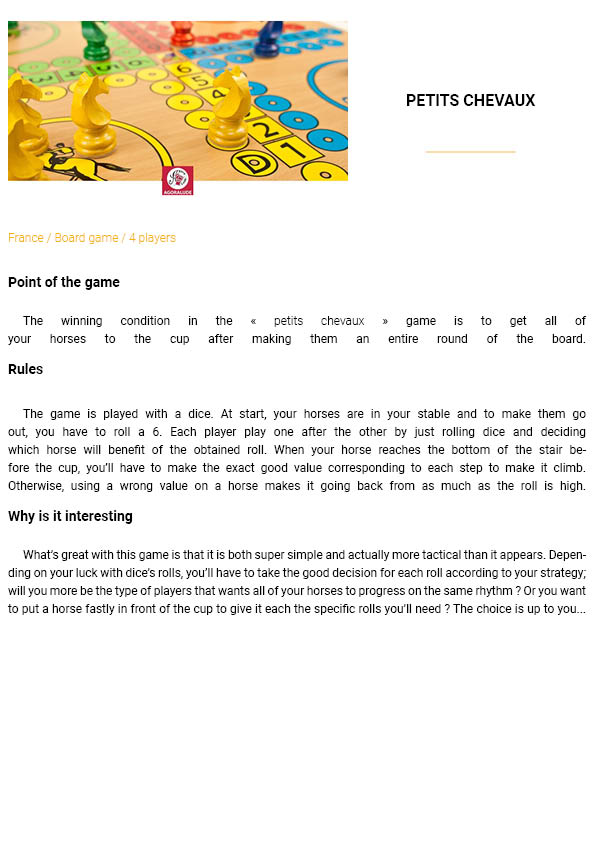 PETITS CHEVAUX
6
5
4
2
1
D
AGORALUDE
France / Board game / 4 players
Point of the game
The winning condition in the « petits chevaux » game is to get all of
your horses to the cup after making them an entire round of the board.
Rules
The game is played with a dice. At start, your horses are in your stable and to make them go
out, you have to roll a 6. Each player play one after the other by just rolling dice and deciding
which horse will benefit of the obtained roll. When your horse reaches the bottom of the stair be-
fore the cup, you'll have to make the exact good value corresponding to each step to make it climb.
Otherwise, using a wrong value on a horse makes it going back from as much as the roll is high.
Why is it interesting
What's great with this game is that it is both super simple and actually more tactical than it appears. Depen-
ding on your luck with dice's rolls, you'll have to take the good decision for each roll according to your strategy;
will you more be the type of players that wants all of your horses to progress on the same rhythm ? Or you want
to put a horse fastly in front of the cup to give it each the specific rolls you'll need ? The choice is up to you...